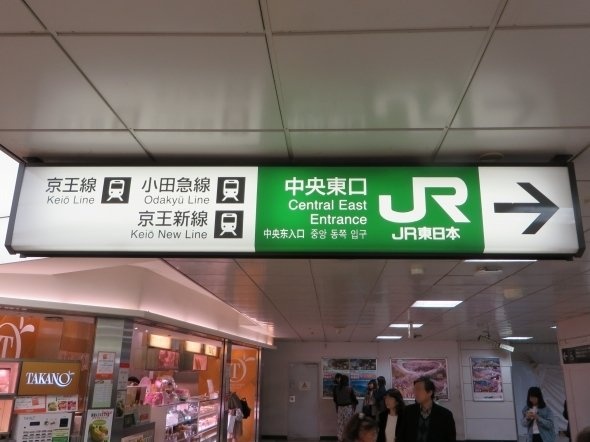 京王線
Keiō Line
小田急線
Odakyū Line
京王新線
Keiō New Line
中央東口
Central East
Entrance
中央东入口 중앙 동쪽 입구
JR
JR東日本
TAKANO